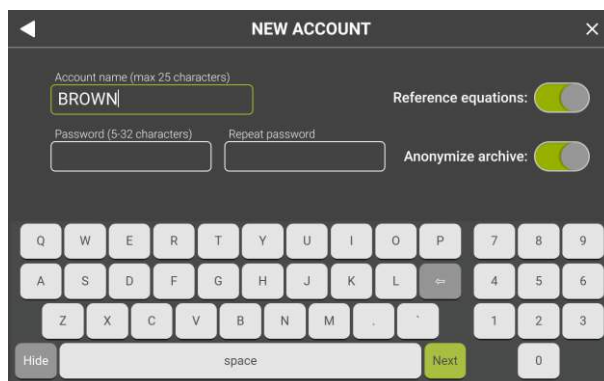 NEW ACCOUNT
Account name (max 25 characters)
BROWN
Reference equations:
Password (5-32 characters) Repeat password
Anonymize archive:
Q W E R T Y U I O P 7 8 9
A S D F G H J K L ⇦ 4 5 6
Z X C V B N M . ` 1 2 3
Hide space Next 0